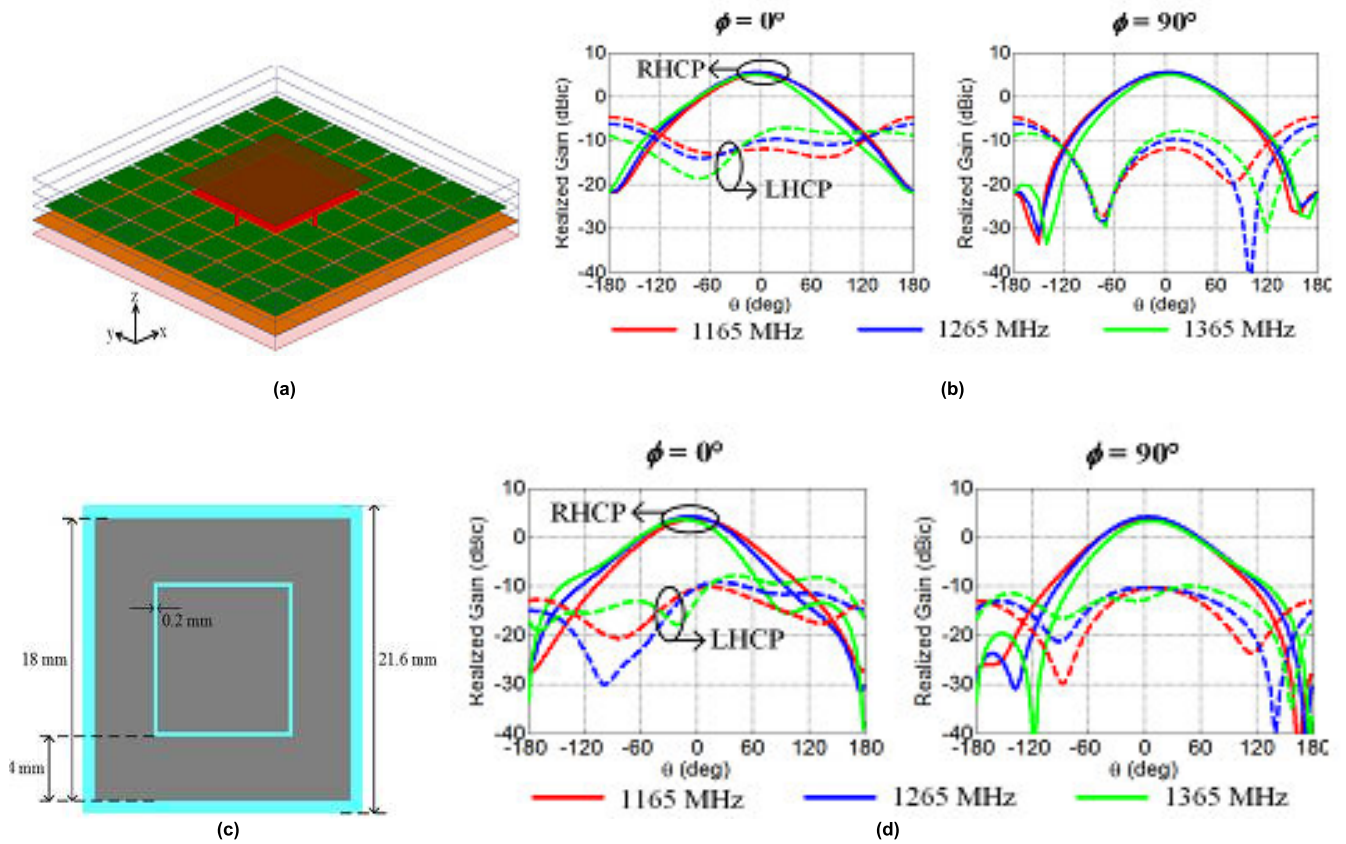 ϕ = 0°
ϕ = 90°
Realized Gain (dBic)
10
0
-10
-20
-30
-40
RHCP
LHCP
-180 -120 -60 0 60 120 180
θ (deg)
Realized Gain (dBic)
10
0
-10
-20
-30
-40
-180 -120 -60 0 60 120
θ (deg)
1165 MHz 1265 MHz 1365 MHz
z
y
x
(a)
(b)
18 mm
0.2 mm
21.6 mm
4 mm
(c)
ϕ = 0°
ϕ = 90°
Realized Gain (dBic)
10
0
-10
-20
-30
-40
RHCP
LHCP
-180 -120 -60 0 60 120 180
θ (deg)
Realized Gain (dBic)
10
0
-10
-20
-30
-40
-180 -120 -60 0 60 120
θ (deg)
1165 MHz 1265 MHz 1365 MHz
(d)